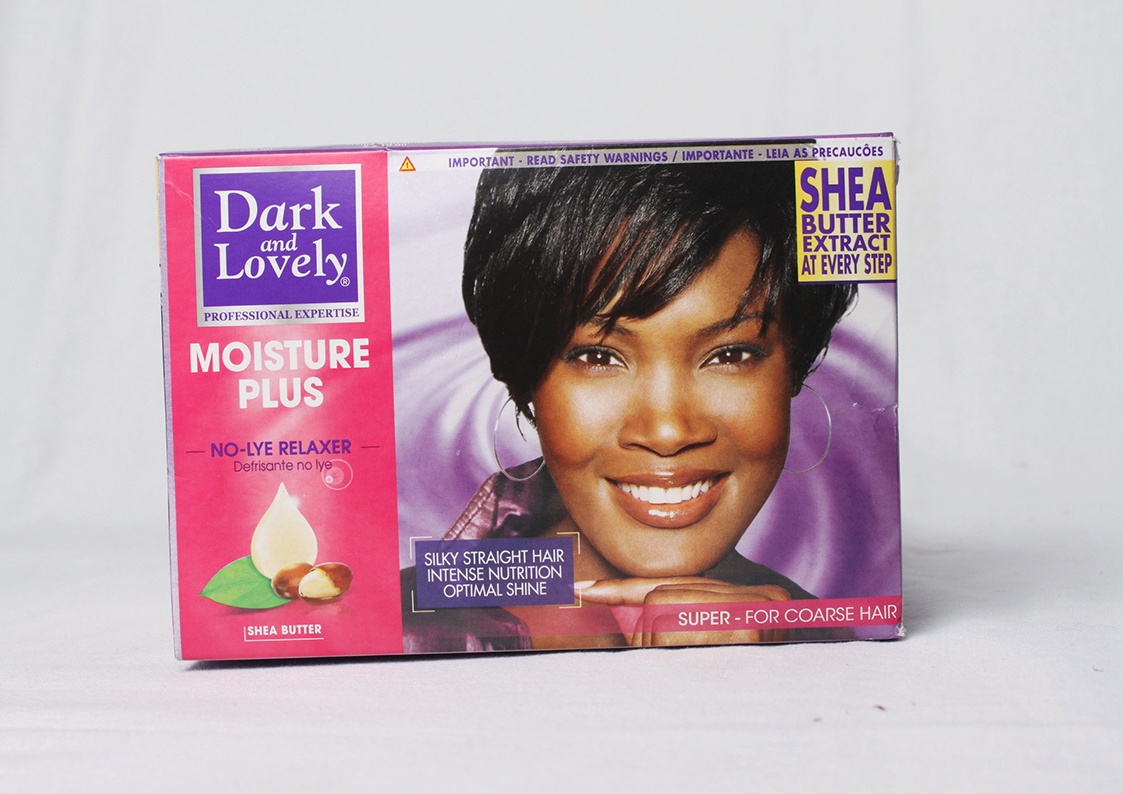 Dark
and
Lovely®
PROFESSIONAL EXPERTISE
MOISTURE
PLUS
NO-LYE RELAXER
Defrisante no lye
SHEA BUTTER
IMPORTANT - READ SAFETY WARNINGS / IMPORTANTE - LEIA AS PRECAUCÕES
SHEA
BUTTER
EXTRACT
AT EVERY STEP
SILKY STRAIGHT HAIR
INTENSE NUTRITION
OPTIMAL SHINE
SUPER - FOR COARSE HAIR